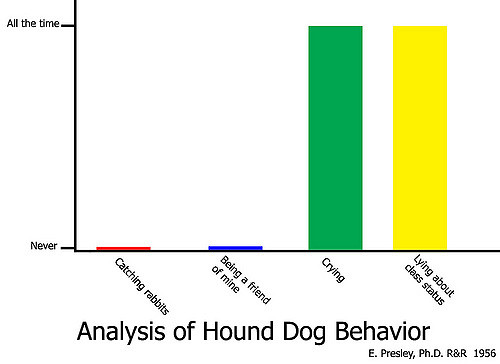 All the time
Never
Catching rabbits
Being a friend
of mine
Crying
Lying about
class status
Analysis of Hound Dog Behavior
E. Presley, Ph.D. R&R 1956